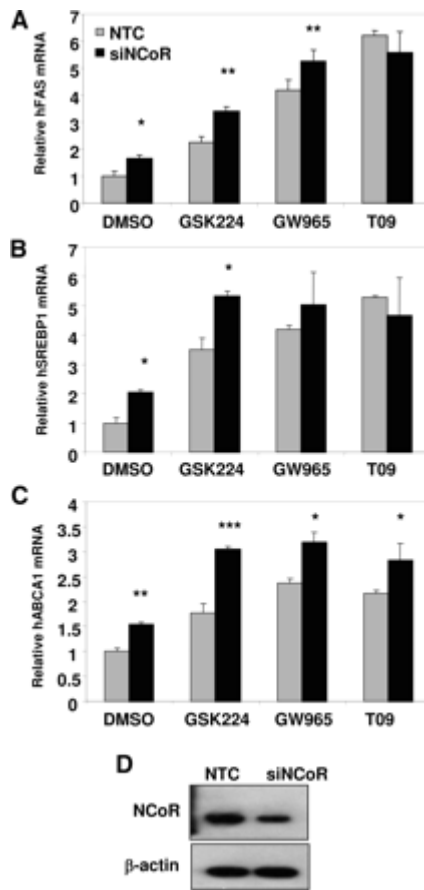 A
Relative hFAS mRNA
7
6
5
4
3
2
1
0
NTC
siNCoR
*
**
**
DMSO GSK224 GW965 T09
B
Relative hSREBP1 mRNA
7
6
5
4
3
2
1
0
*
*
DMSO GSK224 GW965 T09
C
Relative hABCA1 mRNA
4
3.5
3
2.5
2
1.5
1
0.5
0
**
***
*
*
DMSO GSK224 GW965 T09
D
NTC siNCoR
NCoR
β-actin